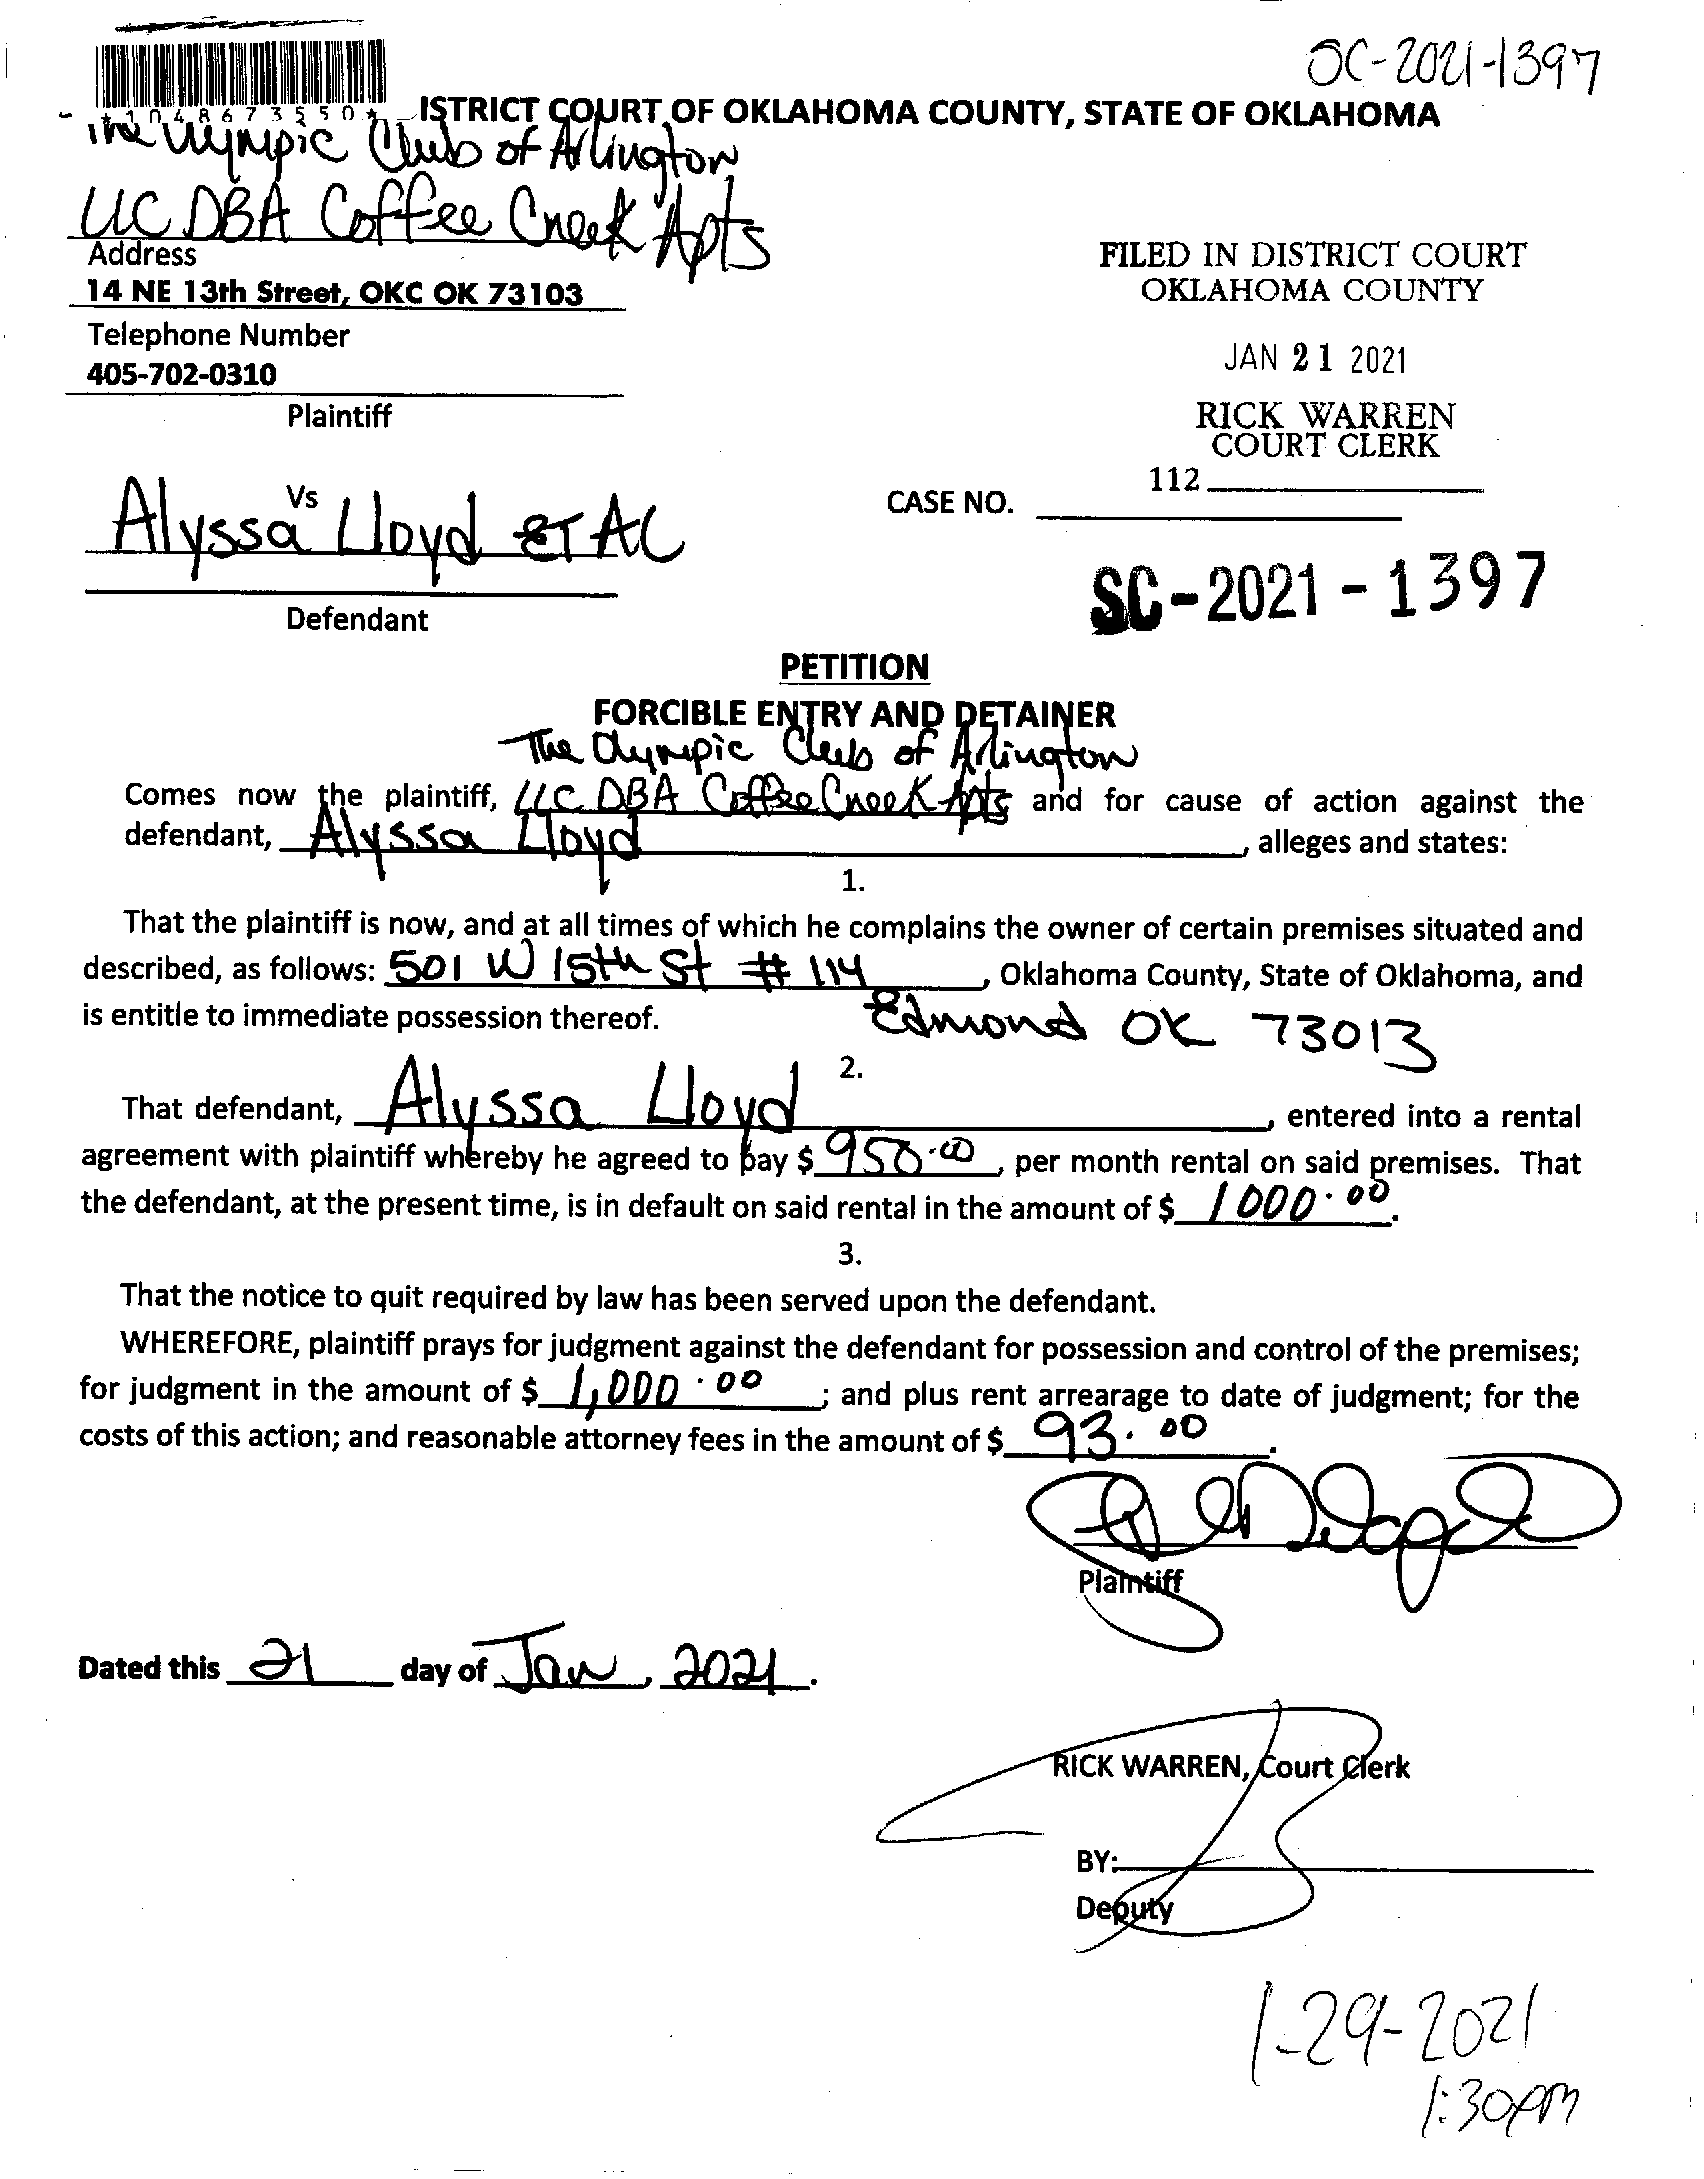 SC-2021-1397
*1048673550*
ISTRICT COURT OF OKLAHOMA COUNTY, STATE OF OKLAHOMA
The Olympic Club of Arlington
LLC DBA Coffee Creek Apts
Address
14 NE 13th Street, OKC OK 73103
Telephone Number
405-702-0310
Plaintiff
FILED IN DISTRICT COURT
OKLAHOMA COUNTY
JAN 21 2021
RICK WARREN
COURT CLERK
112
Vs
Alyssa Lloyd ET AL
Defendant
CASE NO.
SC-2021-1397
PETITION
FORCIBLE ENTRY AND DETAINER
The Olympic Club of Arlington
Comes now the plaintiff, LLC DBA Coffee Creek Apts and for cause of action against the
defendant, Alyssa Lloyd, alleges and states:
1.
That the plaintiff is now, and at all times of which he complains the owner of certain premises situated and
described, as follows: 501 W 15th St # 114, Oklahoma County, State of Oklahoma, and
is entitle to immediate possession thereof. Edmond OK 73013
2.
That defendant, Alyssa Lloyd, entered into a rental
agreement with plaintiff whereby he agreed to pay $ 950.00, per month rental on said premises. That
the defendant, at the present time, is in default on said rental in the amount of $ 1000.00.
3.
That the notice to quit required by law has been served upon the defendant.
WHEREFORE, plaintiff prays for judgment against the defendant for possession and control of the premises;
for judgment in the amount of $ 1,000.00; and plus rent arrearage to date of judgment; for the
costs of this action; and reasonable attorney fees in the amount of $ 93.00.
Plaintiff
Dated this 21 day of Jan, 2021.
RICK WARREN, Court Clerk
BY:
Deputy
1-29-2021
1:30PM